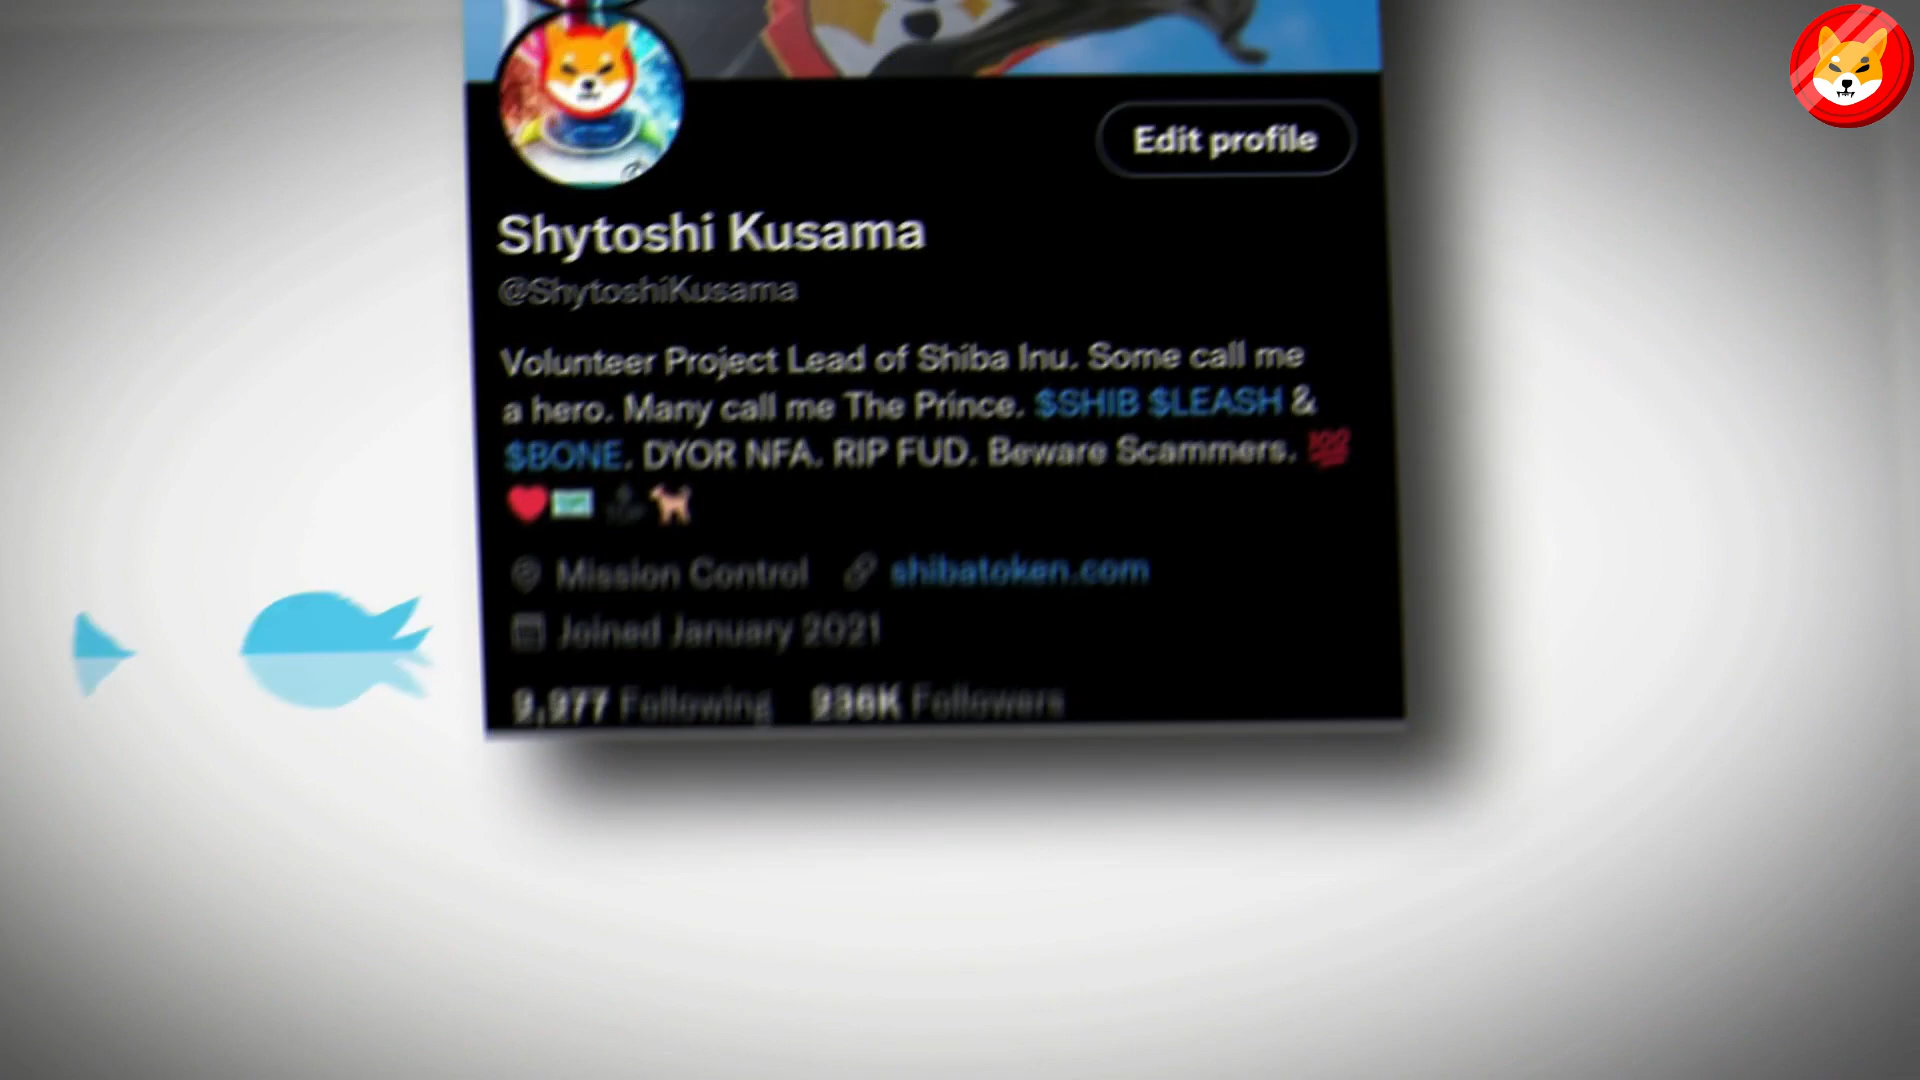 Edit profile
Shytoshi Kusama
@ShytoshiKusama
Volunteer Project Lead of Shiba Inu. Some call me
a hero. Many call me The Prince. $SHIB $LEASH &
$BONE. DYOR NFA. RIP FUD. Beware Scammers. 💯
❤️💵⚓🐕
Mission Control shibatoken.com
Joined January 2021
Following Followers